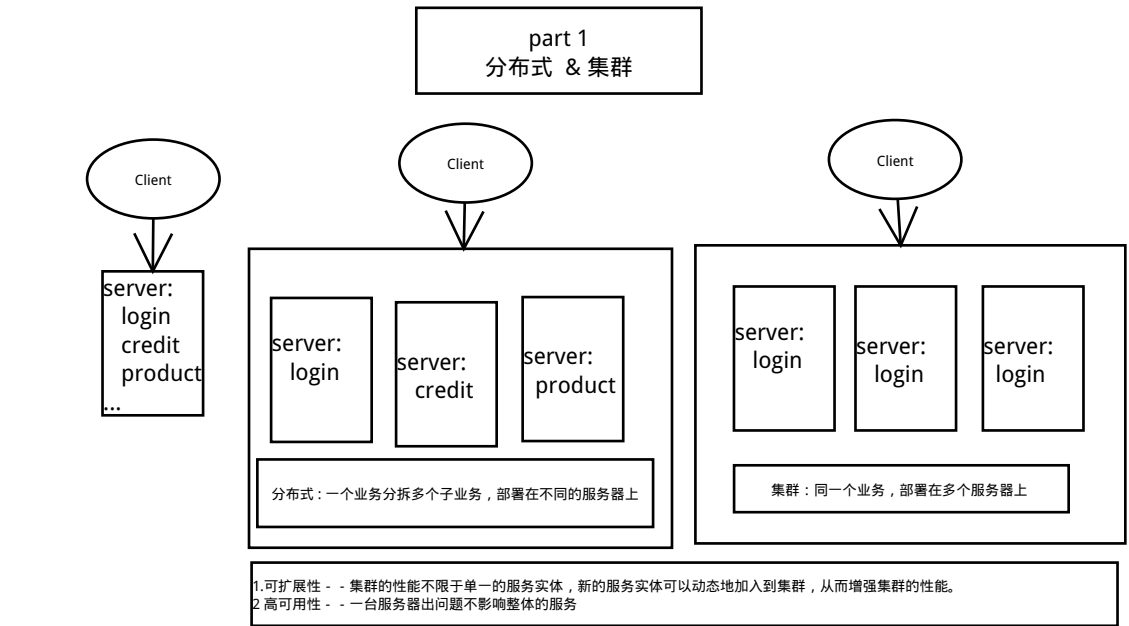 part 1
分布式 & 集群
Client
server:
login
credit
product
...
Client
server:
login
server:
credit
server:
product
分布式：一个业务分拆多个子业务，部署在不同的服务器上
Client
server:
login
server:
login
server:
login
集群：同一个业务，部署在多个服务器上
1.可扩展性－－集群的性能不限于单一的服务实体，新的服务实体可以动态地加入到集群，从而增强集群的性能。
2 高可用性－－一台服务器出问题不影响整体的服务